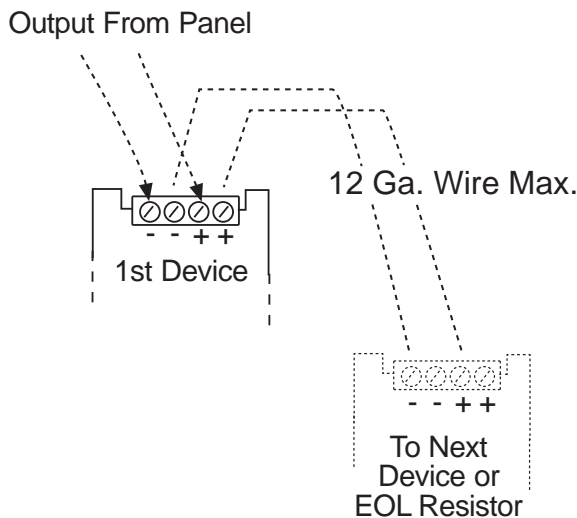 Output From Panel
12 Ga. Wire Max.
- - + +
1st Device
- - + +
To Next
Device or
EOL Resistor